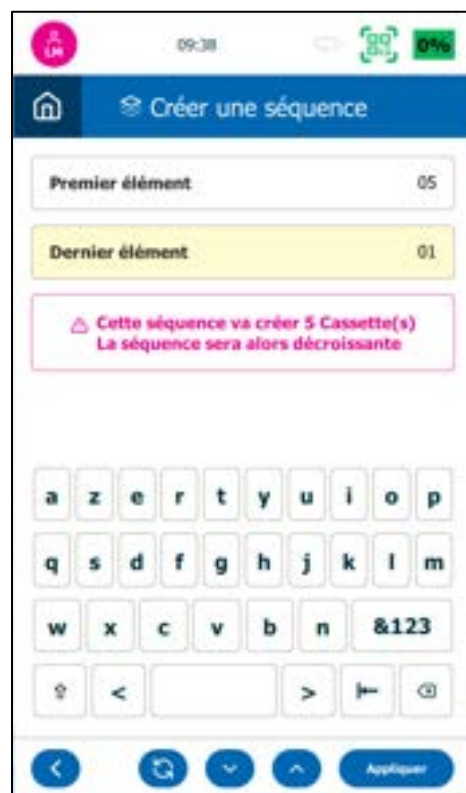 LM
09:38
0%
Créer une séquence
Premier élément 05
Dernier élément 01
Cette séquence va créer 5 Cassette(s)
La séquence sera alors décroissante
a z e r t y u i o p
q s d f g h j k l m
w x c v b n &123
< >
Appliquer